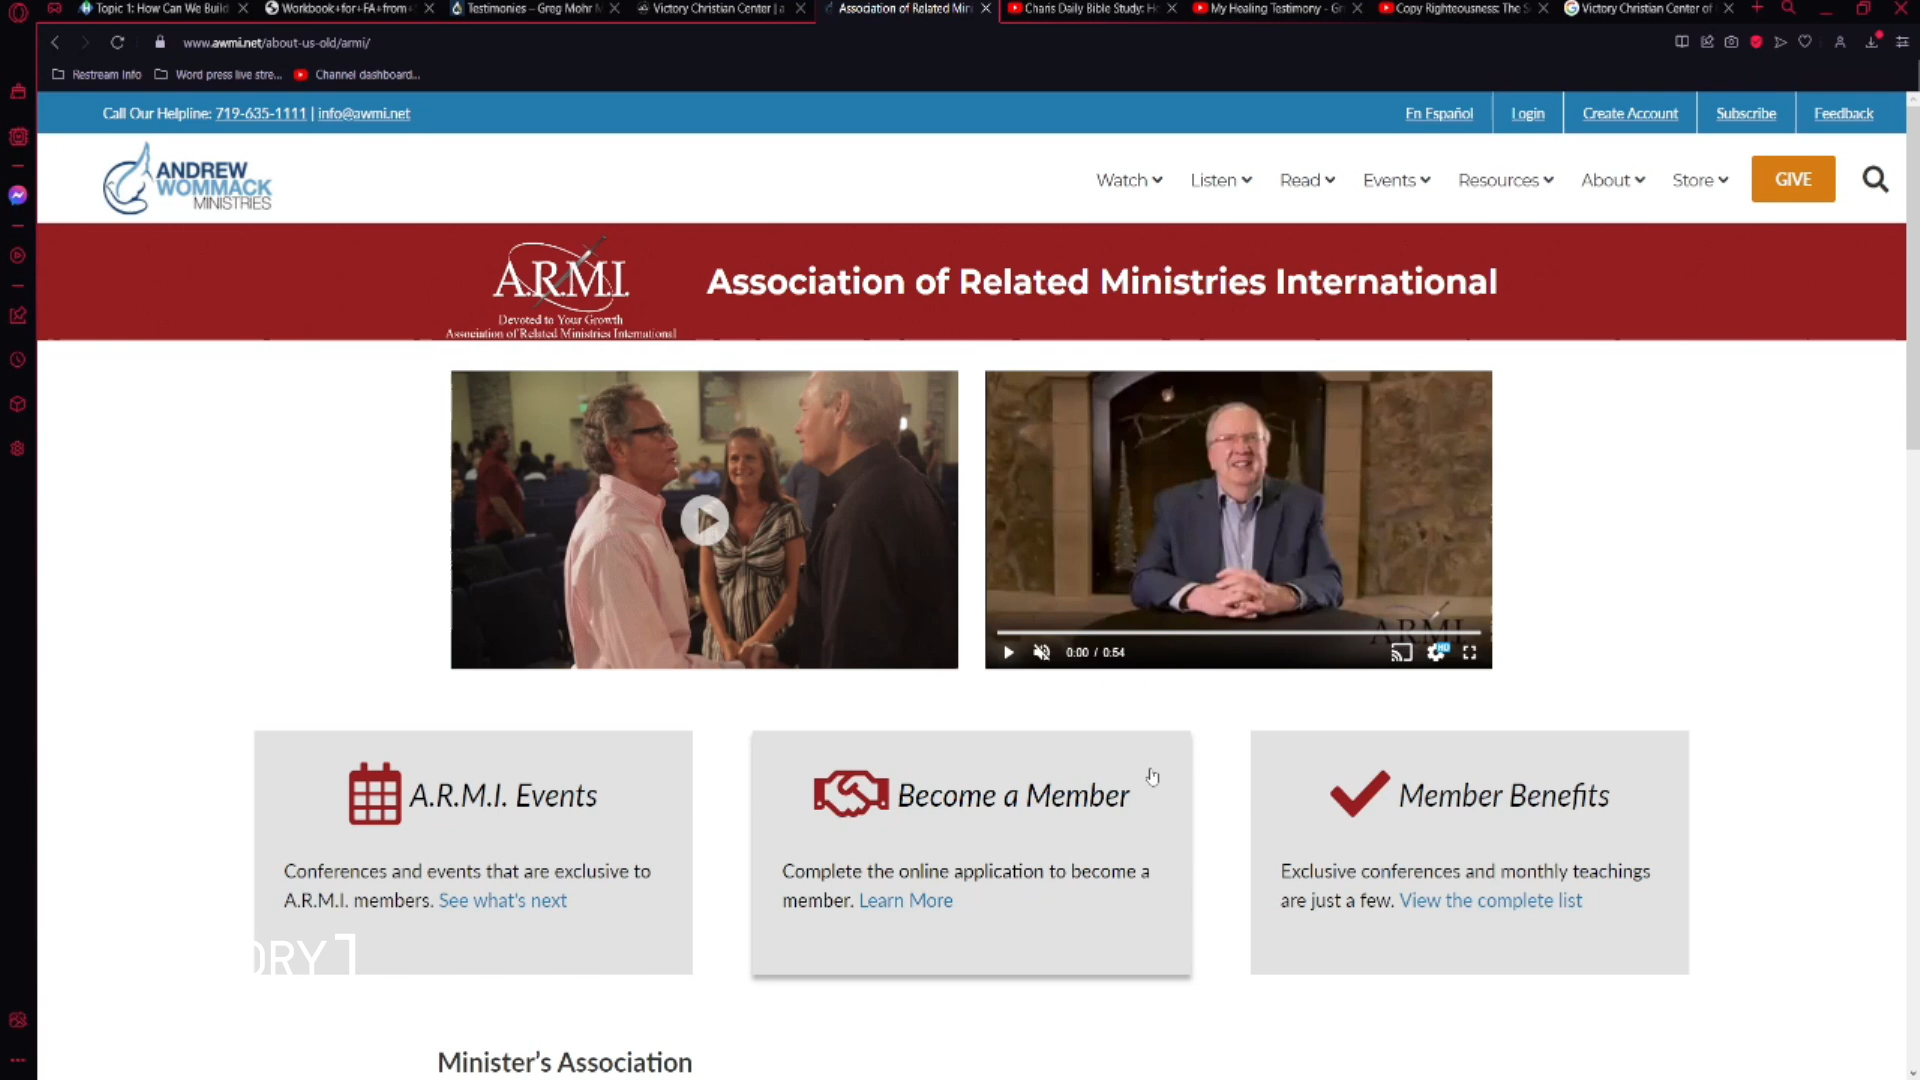 Topic 1: How Can We Build
Workbook+for+FA+from+
Testimonies – Greg Mohr M
Victory Christian Center | a
Association of Related Mini
Charis Daily Bible Study: H
My Healing Testimony - Gr
Copy Righteousness: The S
Victory Christian Center of
www.awmi.net/about-us-old/armi/
Restream Info
Word press live stre...
Channel dashboard...
Call Our Helpline: 719-635-1111 | info@awmi.net
En Español
Login
Create Account
Subscribe
Feedback
ANDREW
WOMMACK
MINISTRIES
Watch
Listen
Read
Events
Resources
About
Store
GIVE
A.R.M.I.
Devoted to Your Growth
Association of Related Ministries International
Association of Related Ministries International
A.R.M.I.
0:00 / 0:54
HD
A.R.M.I. Events
Conferences and events that are exclusive to
A.R.M.I. members. See what's next
Become a Member
Complete the online application to become a
member. Learn More
Member Benefits
Exclusive conferences and monthly teachings
are just a few. View the complete list
ORY
Minister's Association